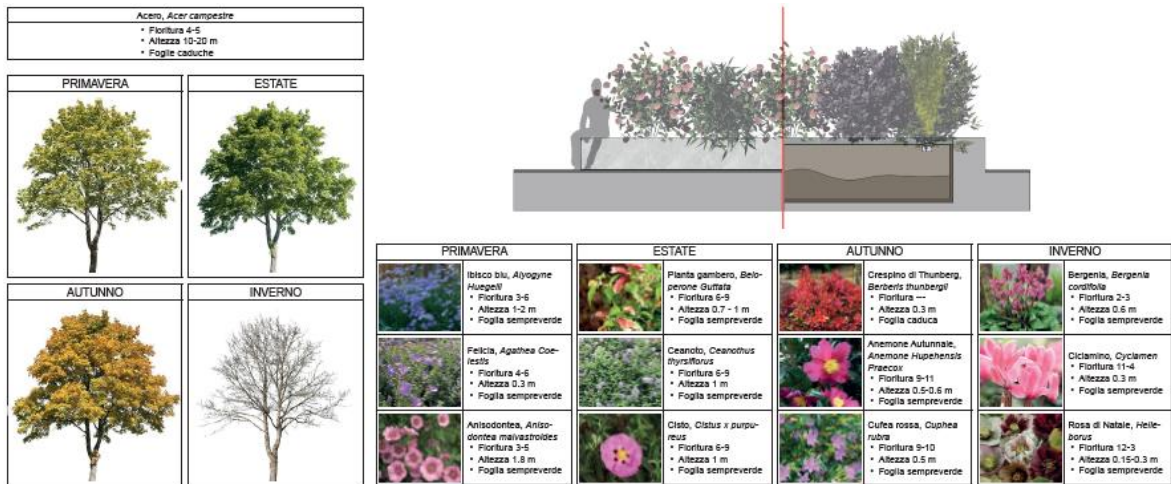 Acero, Acer campestre
• Fioritura 4-5
• Altezza 10-20 m
• Foglie caduche
PRIMAVERA
ESTATE
AUTUNNO
INVERNO
PRIMAVERA
Ibisco blu, Alyogyne
Huegelii
• Fioritura 3-6
• Altezza 1-2 m
• Foglia sempreverde
Felicia, Agathea Coe-
lestis
• Fioritura 4-6
• Altezza 0.3 m
• Foglia sempreverde
Anisodontea, Aniso-
dontea malvastroides
• Fioritura 3-5
• Altezza 1.8 m
• Foglia sempreverde
ESTATE
Pianta gambero, Belo-
perone Guttata
• Fioritura 6-9
• Altezza 0.7 - 1 m
• Foglia sempreverde
Ceanoto, Ceanothus
thyrsiflorus
• Fioritura 6-9
• Altezza 1 m
• Foglia sempreverde
Cisto, Cistus x purpu-
reus
• Fioritura 6-9
• Altezza 1 m
• Foglia sempreverde
AUTUNNO
Crespino di Thunberg,
Berberis thunbergii
• Fioritura ---
• Altezza 0.3 m
• Foglia caduca
Anemone Autunnale,
Anemone Hupehensis
Praecox
• Fioritura 9-11
• Altezza 0.5-0.6 m
• Foglia sempreverde
Cufea rossa, Cuphea
rubra
• Fioritura 9-10
• Altezza 0.5 m
• Foglia sempreverde
INVERNO
Bergenia, Bergenia
cordifolia
• Fioritura 2-3
• Altezza 0.6 m
• Foglia sempreverde
Ciclamino, Cyclamen
• Fioritura 11-4
• Altezza 0.3 m
• Foglia sempreverde
Rosa di Natale, Helle-
borus
• Fioritura 12-3
• Altezza 0.15-0.3 m
• Foglia sempreverde